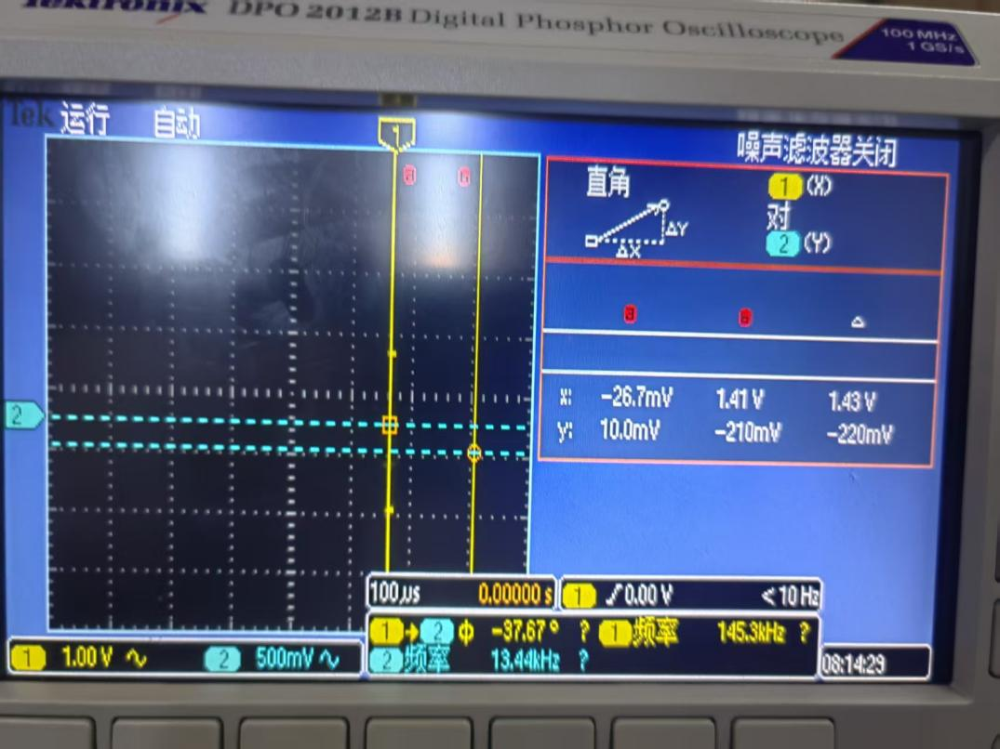 Tektronix DPO 2012B Digital Phosphor Oscilloscope 100 MHz
1 GS/s
Tek 运行 自动 噪声滤波器关闭
1
直角 1 (X)
对
ΔY
ΔX
2 (Y)
a b △
x: -26.7mV 1.41 V 1.43 V
y: 10.0mV -210mV -220mV
2
100µs 0.00000 s 1 0.00 V <10 Hz
1 → 2 ϕ -37.67 ° ? 1 频率 145.3kHz ?
2 频率 13.44kHz ?
1 1.00 V 2 500mV
08:14:29